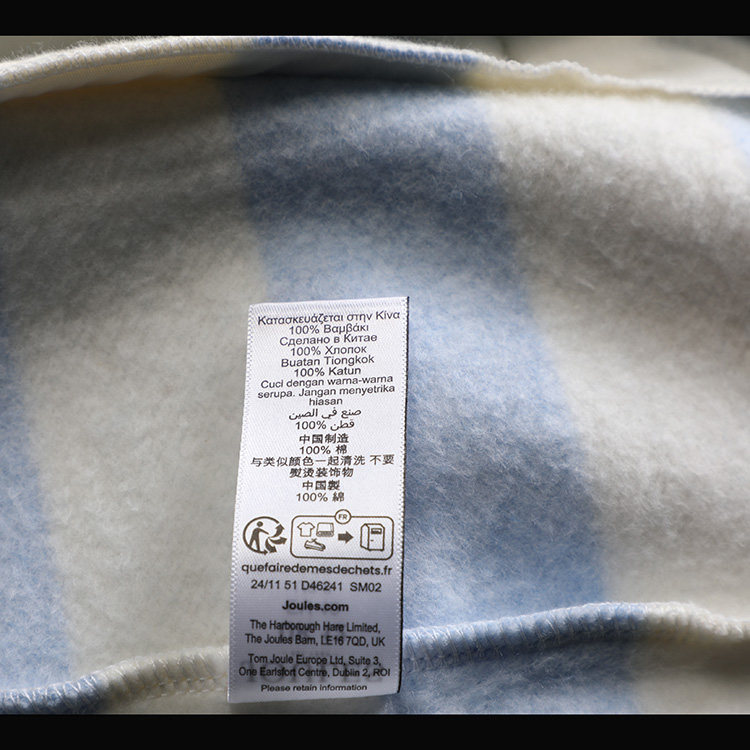 Κατασκευάζεται στην Κίνα
100% Βαμβάκι
Сделано в Китае
100% Хлопок
Buatan Tiongkok
100% Katun
Cuci dengan warna-warna
serupa. Jangan menyetrika
hiasan
صنع في الصين
100% قطن
中国制造
100% 棉
与类似颜色一起清洗 不要
熨烫装饰物
中国製
100% 綿
FR
quefairedemesdechets.fr
24/11 51 D46241 SM02
Joules.com
The Harborough Hare Limited,
The Joules Barn, LE16 7QD, UK
Tom Joule Europe Ltd, Suite 3,
One Earlsfort Centre, Dublin 2, ROI
Please retain information